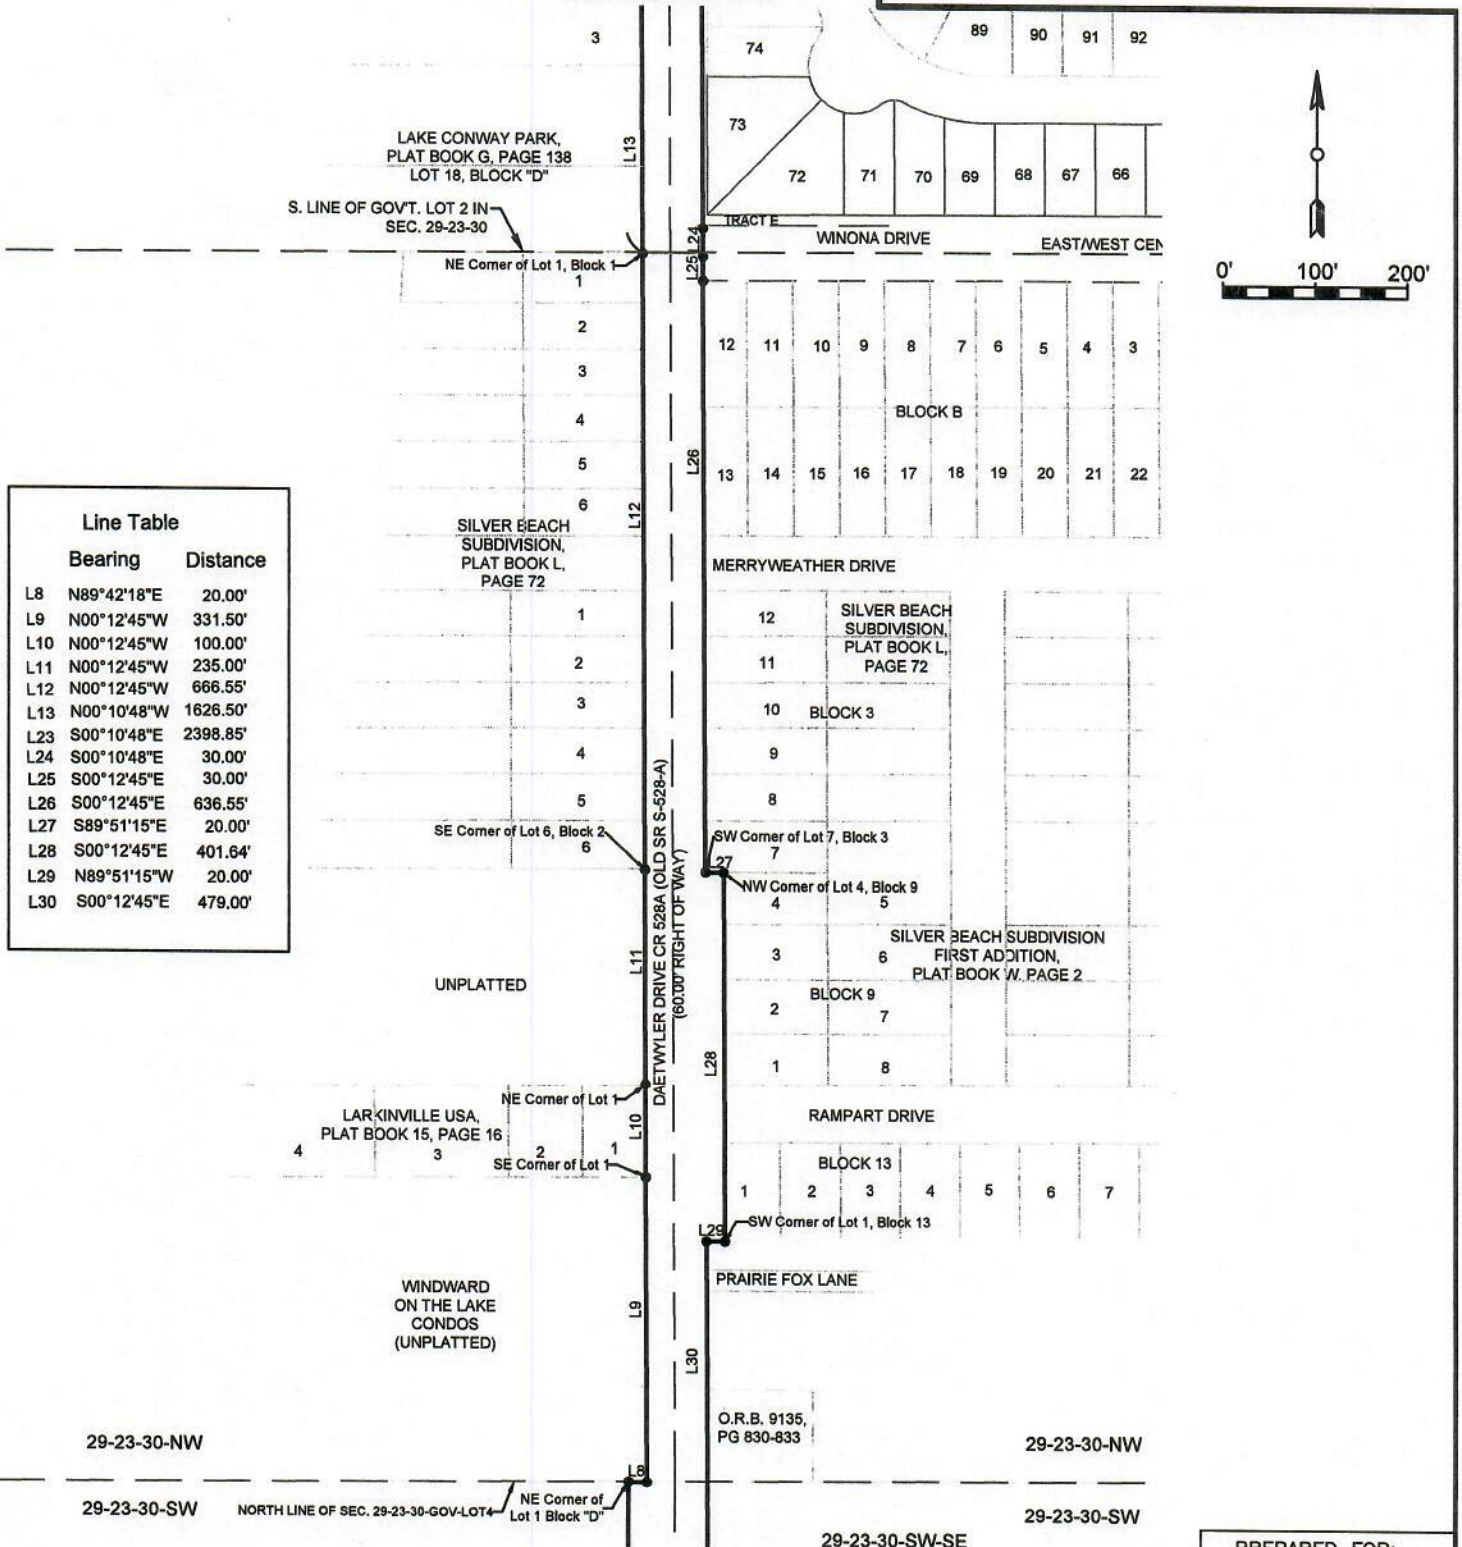 3
74
89
90
91
92
73
72
71
70
69
68
67
66
LAKE CONWAY PARK,
PLAT BOOK G, PAGE 138
LOT 18, BLOCK "D"
L13
S. LINE OF GOV'T. LOT 2 IN
SEC. 29-23-30
TRACT E
L24
WINONA DRIVE
EAST/WEST CEN
NE Corner of Lot 1, Block 1
L25
0' 100' 200'
1
2
3
4
5
6
12 11 10 9 8 7 6 5 4 3
BLOCK B
13 14 15 16 17 18 19 20 21 22
L26
L12
SILVER BEACH
SUBDIVISION,
PLAT BOOK L,
PAGE 72
MERRYWEATHER DRIVE
Line Table
Bearing Distance
L8 N89°42'18"E 20.00'
L9 N00°12'45"W 331.50'
L10 N00°12'45"W 100.00'
L11 N00°12'45"W 235.00'
L12 N00°12'45"W 666.55'
L13 N00°10'48"W 1626.50'
L23 S00°10'48"E 2398.85'
L24 S00°10'48"E 30.00'
L25 S00°12'45"E 30.00'
L26 S00°12'45"E 636.55'
L27 S89°51'15"E 20.00'
L28 S00°12'45"E 401.64'
L29 N89°51'15"W 20.00'
L30 S00°12'45"E 479.00'
1
2
3
4
5
6
SE Corner of Lot 6, Block 2
12
11
10
9
8
7
SILVER BEACH
SUBDIVISION,
PLAT BOOK L,
PAGE 72
BLOCK 3
SW Corner of Lot 7, Block 3
L27
NW Corner of Lot 4, Block 9
DAETWYLER DRIVE CR 528A (OLD SR S-528-A)
(60.00' RIGHT OF WAY)
4 5
3 6
2 7
1 8
SILVER BEACH SUBDIVISION
FIRST ADDITION,
PLAT BOOK W. PAGE 2
BLOCK 9
L11
UNPLATTED
L28
NE Corner of Lot 1
L10
LARKINVILLE USA,
PLAT BOOK 15, PAGE 16
4 3 2 1
SE Corner of Lot 1
RAMPART DRIVE
BLOCK 13
1 2 3 4 5 6 7
L29
SW Corner of Lot 1, Block 13
PRAIRIE FOX LANE
WINDWARD
ON THE LAKE
CONDOS
(UNPLATTED)
L9
L30
O.R.B. 9135,
PG 830-833
29-23-30-NW
29-23-30-NW
L8
29-23-30-SW
NORTH LINE OF SEC. 29-23-30-GOV-LOT4
NE Corner of
Lot 1 Block "D"
29-23-30-SW
29-23-30-SW-SE
PREPARED FOR: